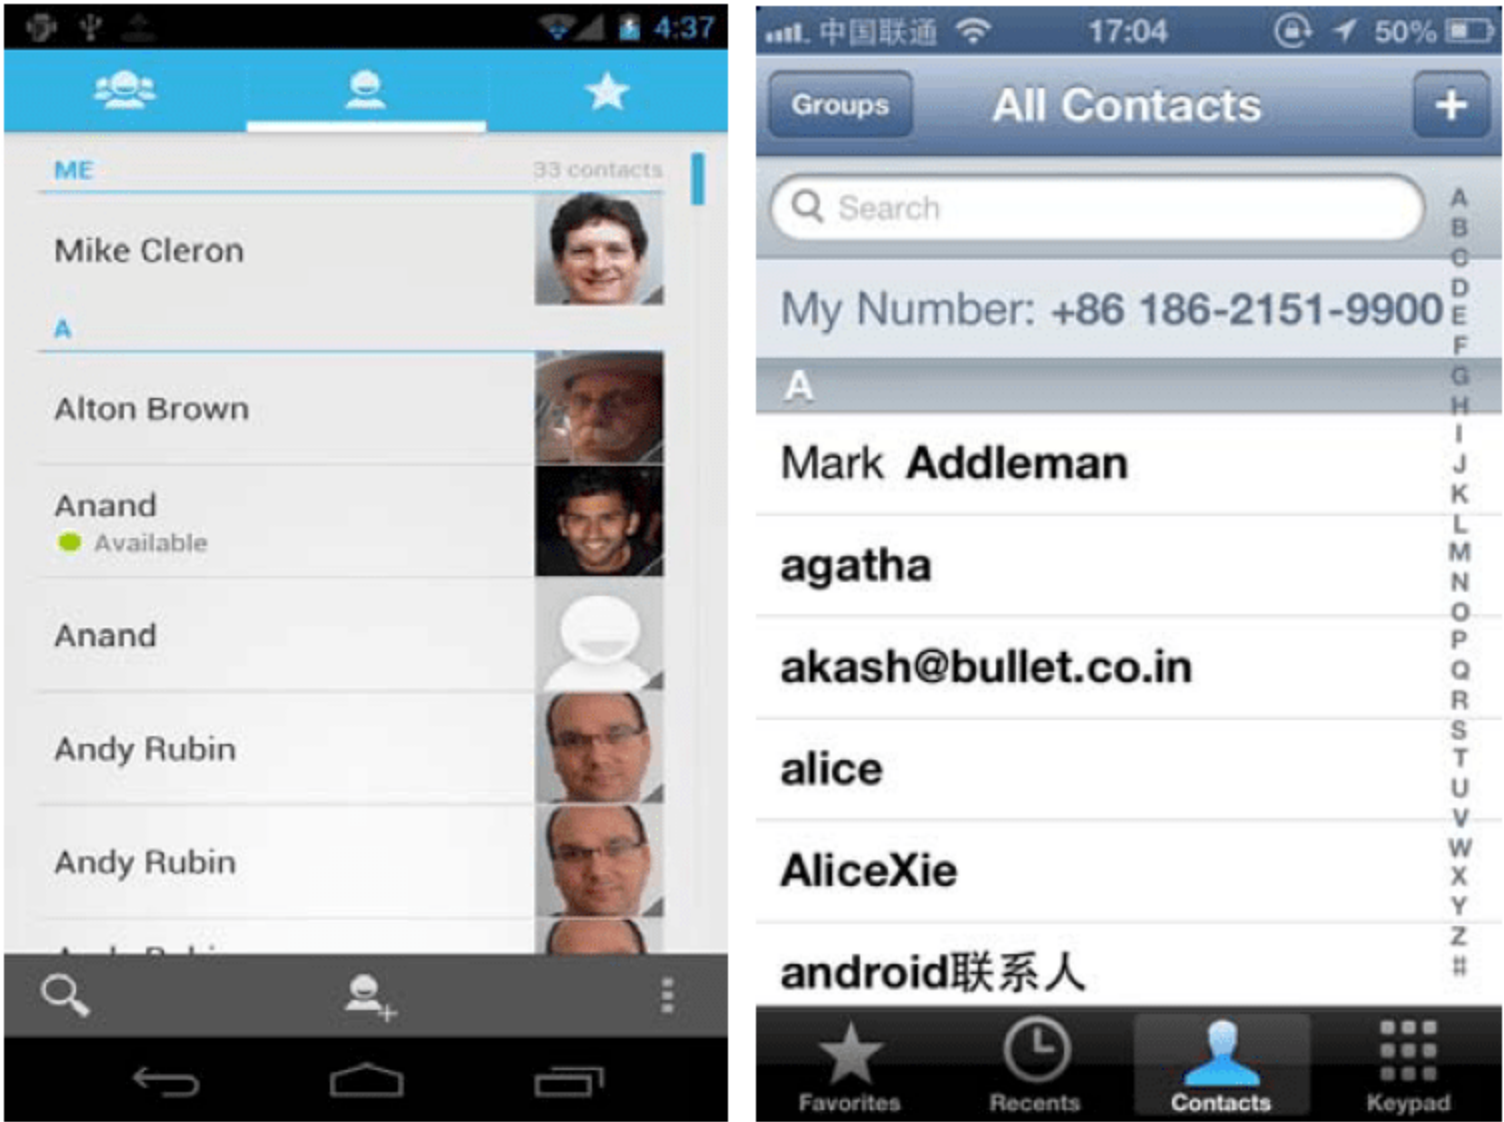 4:37
ME 33 contacts
Mike Cleron
A
Alton Brown
Anand
Available
Anand
Andy Rubin
Andy Rubin
中国联通 17:04 50%
Groups All Contacts +
Search
My Number: +86 186-2151-9900
A
Mark Addleman
agatha
akash@bullet.co.in
alice
AliceXie
android联系人
A
B
C
D
E
F
G
H
I
J
K
L
M
N
O
P
Q
R
S
T
U
V
W
X
Y
Z
#
Favorites Recents Contacts Keypad